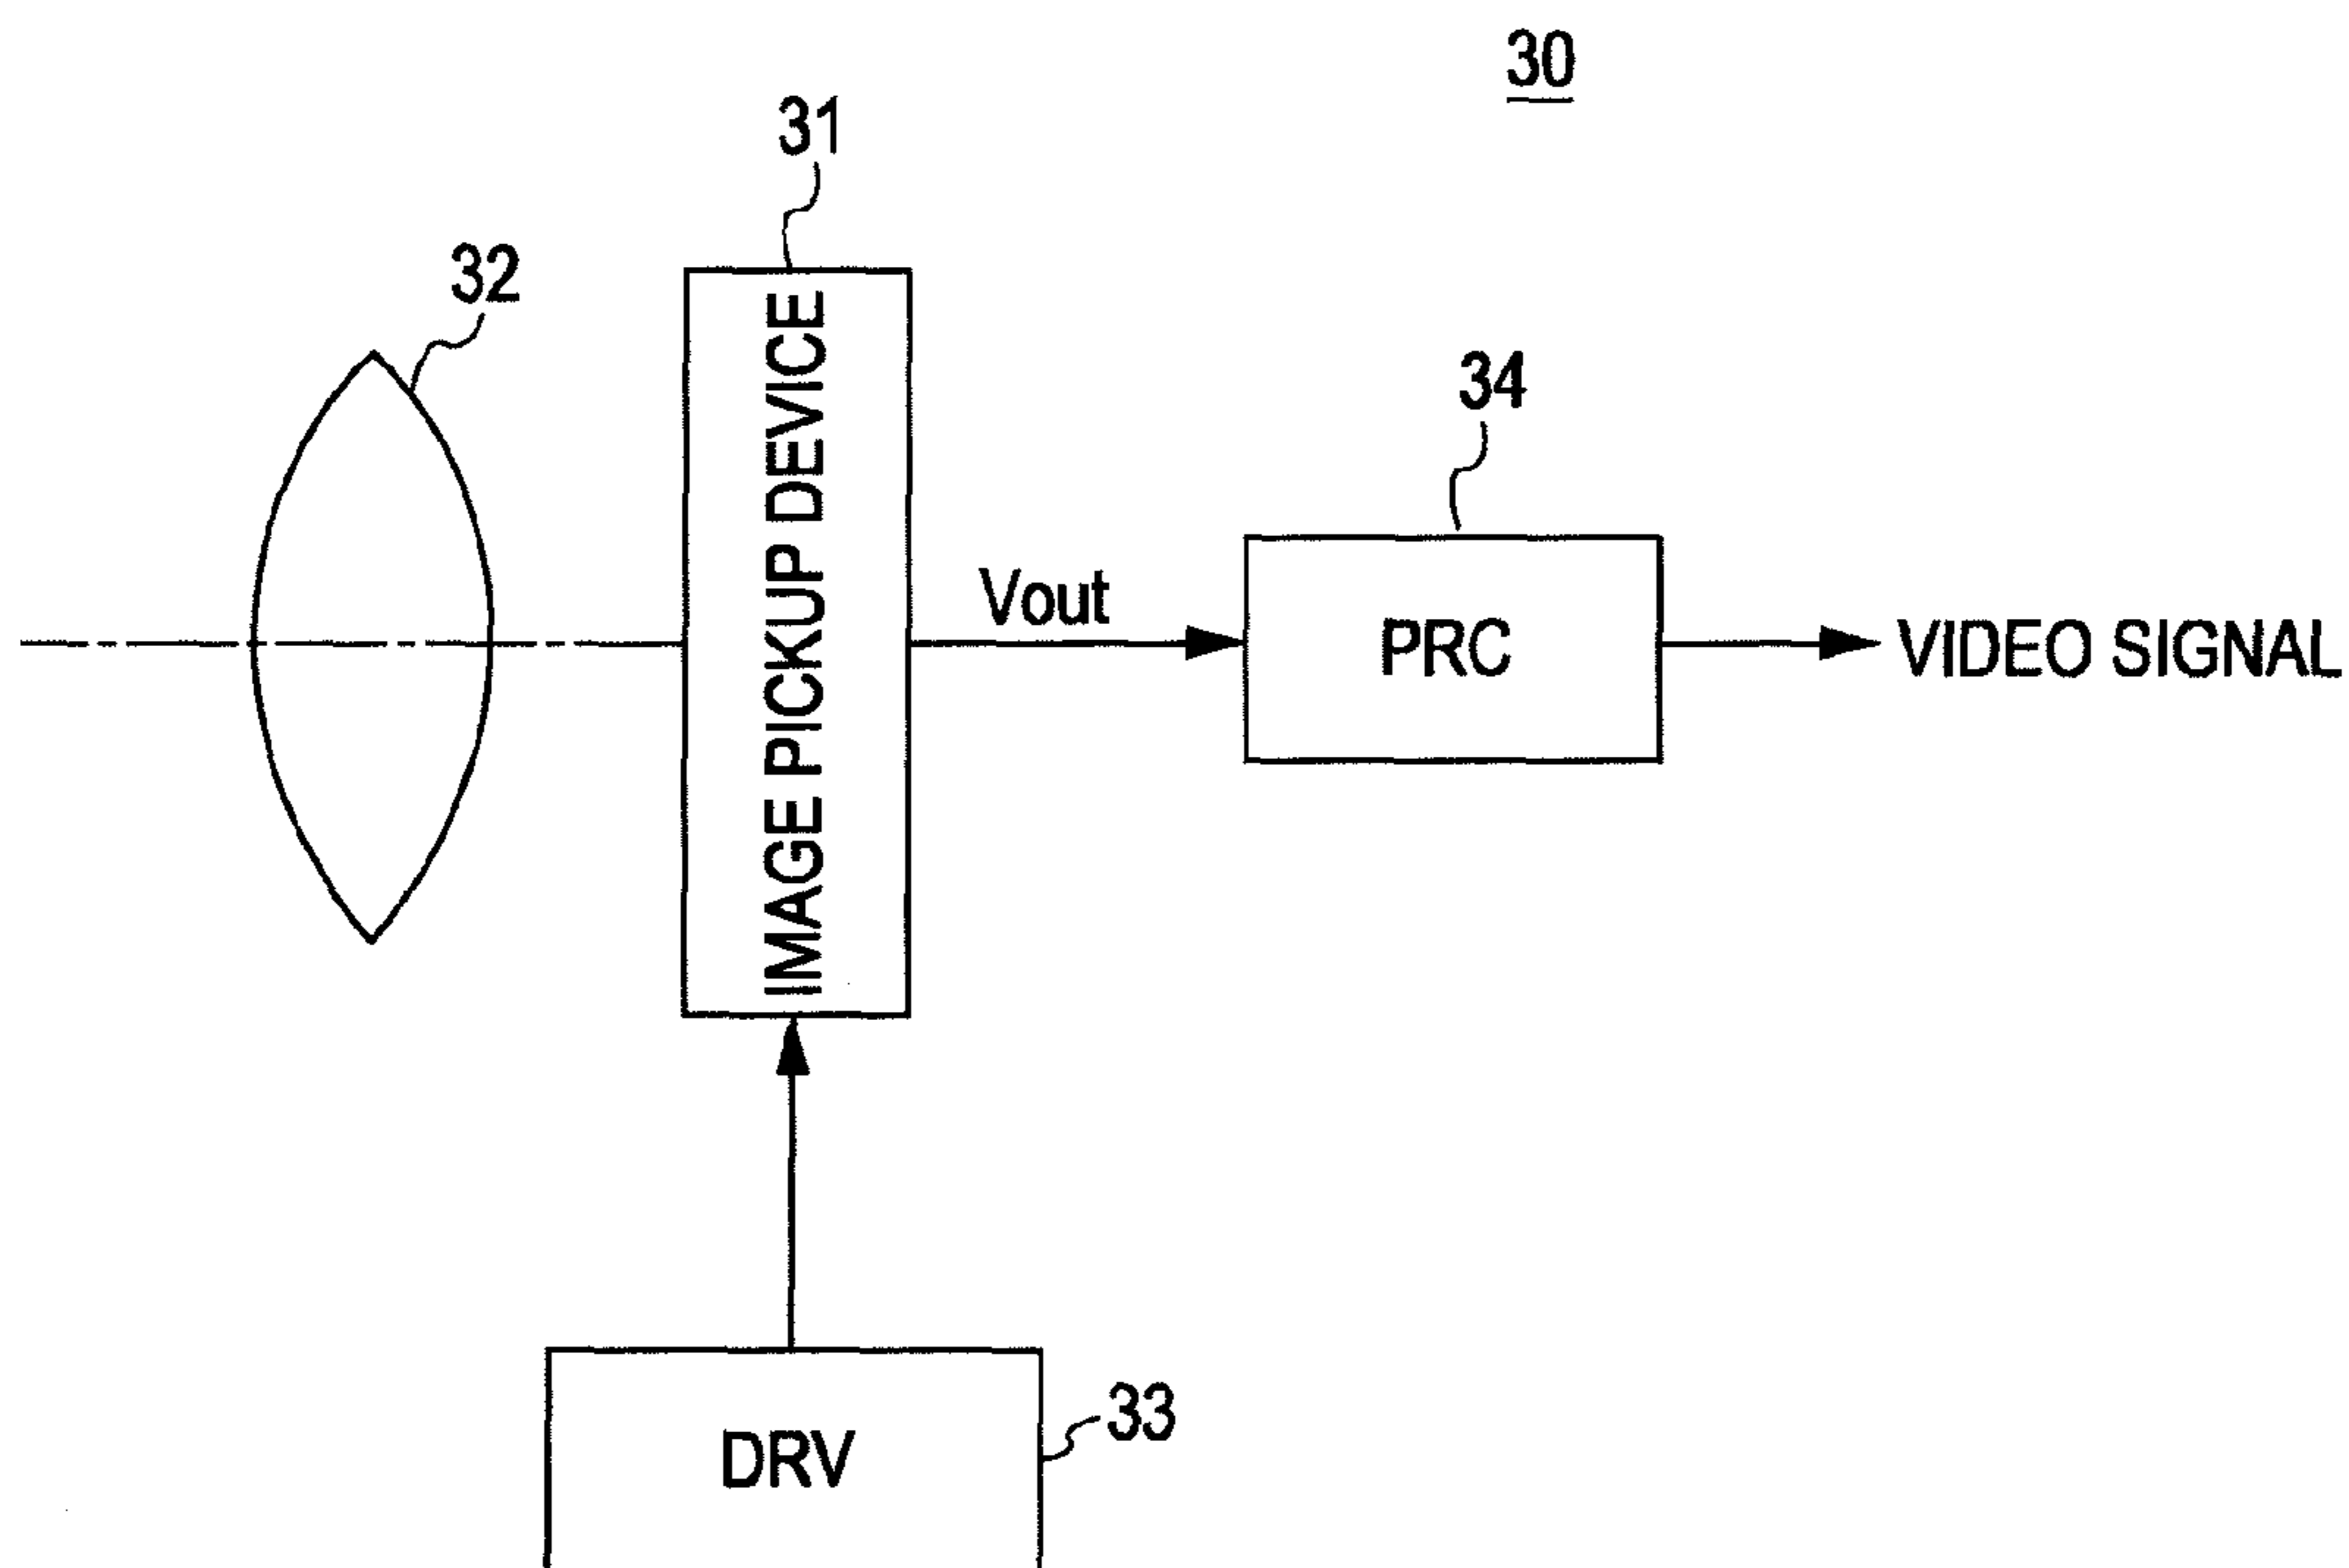 30
31
32
IMAGE PICKUP DEVICE
34
Vout
PRC
VIDEO SIGNAL
33
DRV